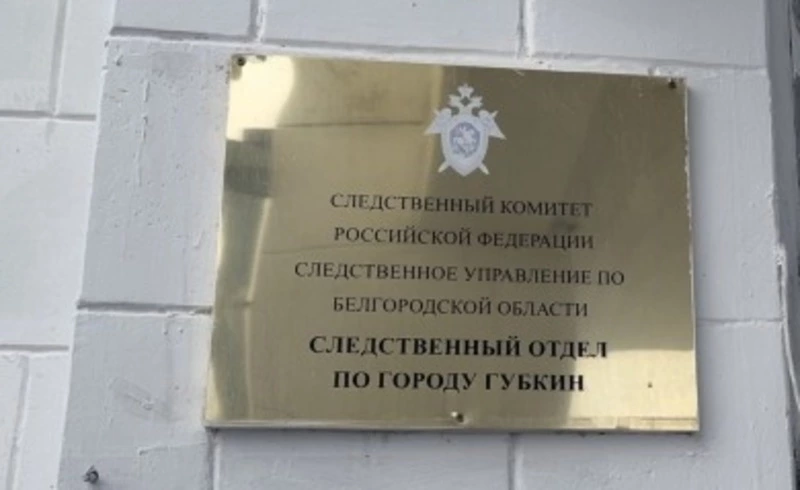 СЛЕДСТВЕННЫЙ КОМИТЕТ
РОССИЙСКОЙ ФЕДЕРАЦИИ
СЛЕДСТВЕННОЕ УПРАВЛЕНИЕ ПО
БЕЛГОРОДСКОЙ ОБЛАСТИ
СЛЕДСТВЕННЫЙ ОТДЕЛ
ПО ГОРОДУ ГУБКИН